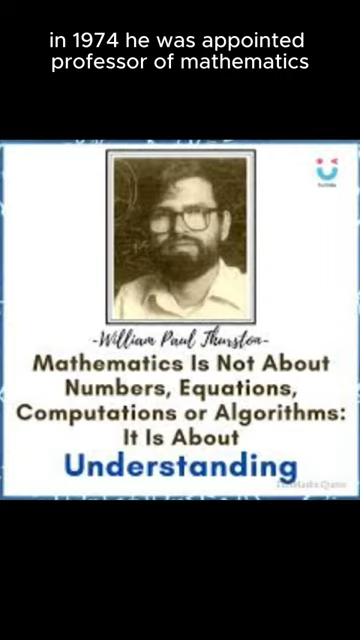 in 1974 he was appointed
professor of mathematics
-William Paul Thurston-
Mathematics Is Not About
Numbers, Equations,
Computations or Algorithms:
It Is About
Understanding